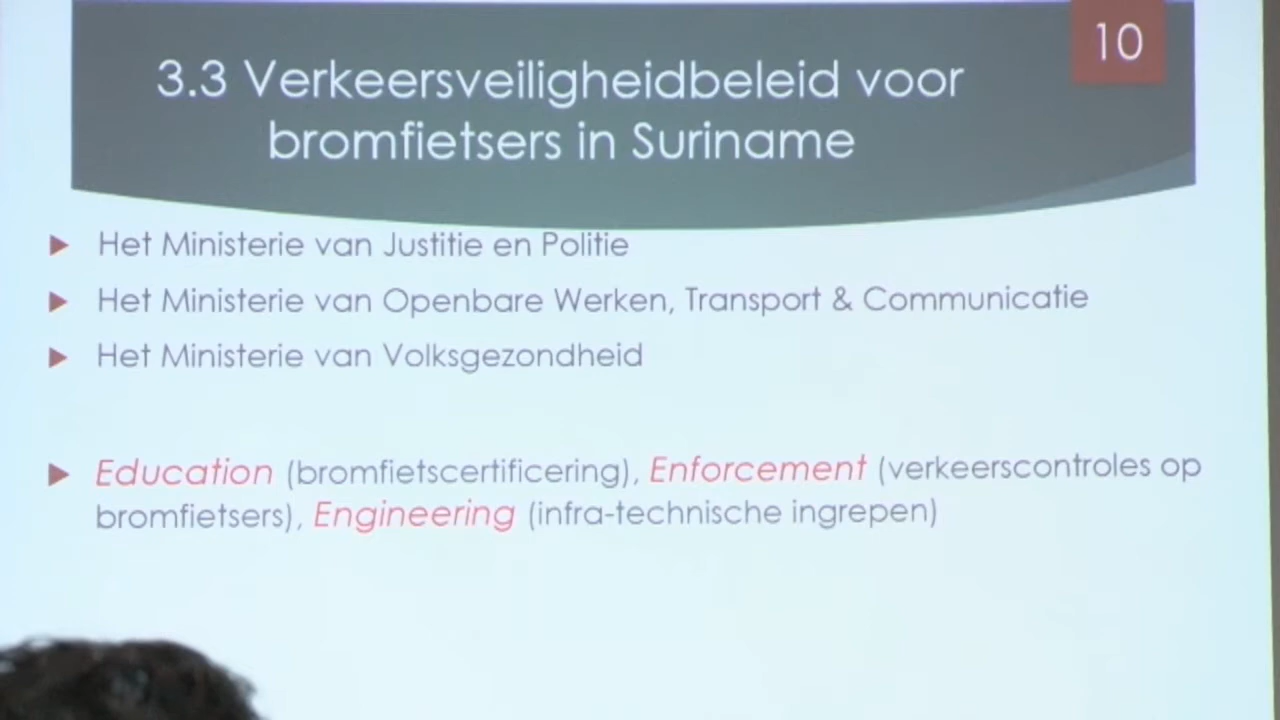 10
3.3 Verkeersveiligheidbeleid voor
bromfietsers in Suriname
Het Ministerie van Justitie en Politie
Het Ministerie van Openbare Werken, Transport & Communicatie
Het Ministerie van Volksgezondheid
Education (bromfietscertificering), Enforcement (verkeerscontroles op
bromfietsers), Engineering (infra-technische ingrepen)